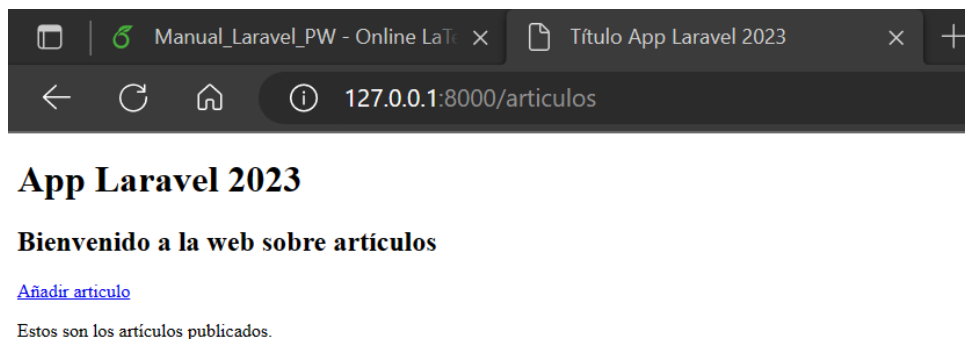 Manual_Laravel_PW - Online LaTe
Título App Laravel 2023
127.0.0.1:8000/articulos
App Laravel 2023
Bienvenido a la web sobre artículos
Añadir articulo
Estos son los artículos publicados.